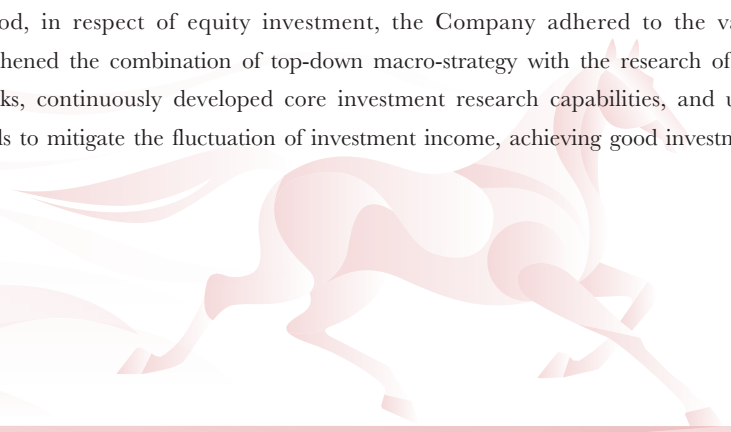 od, in respect of equity investment, the Company adhered to the va
hened the combination of top-down macro-strategy with the research of
ks, continuously developed core investment research capabilities, and u
ls to mitigate the fluctuation of investment income, achieving good investn